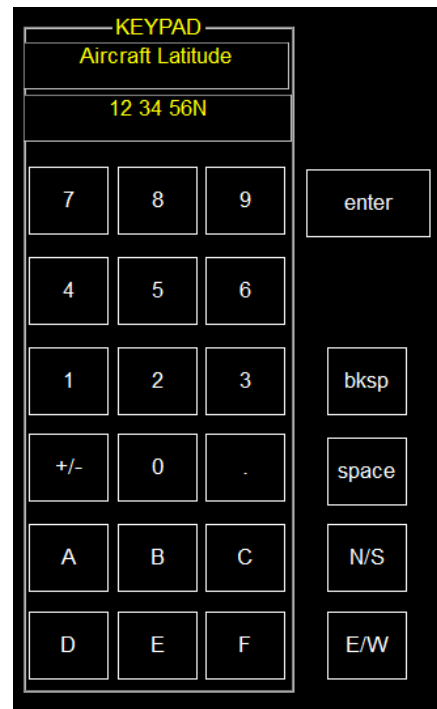 KEYPAD
Aircraft Latitude
12 34 56N
7 8 9 enter
4 5 6
1 2 3 bksp
+/- 0 . space
A B C N/S
D E F E/W